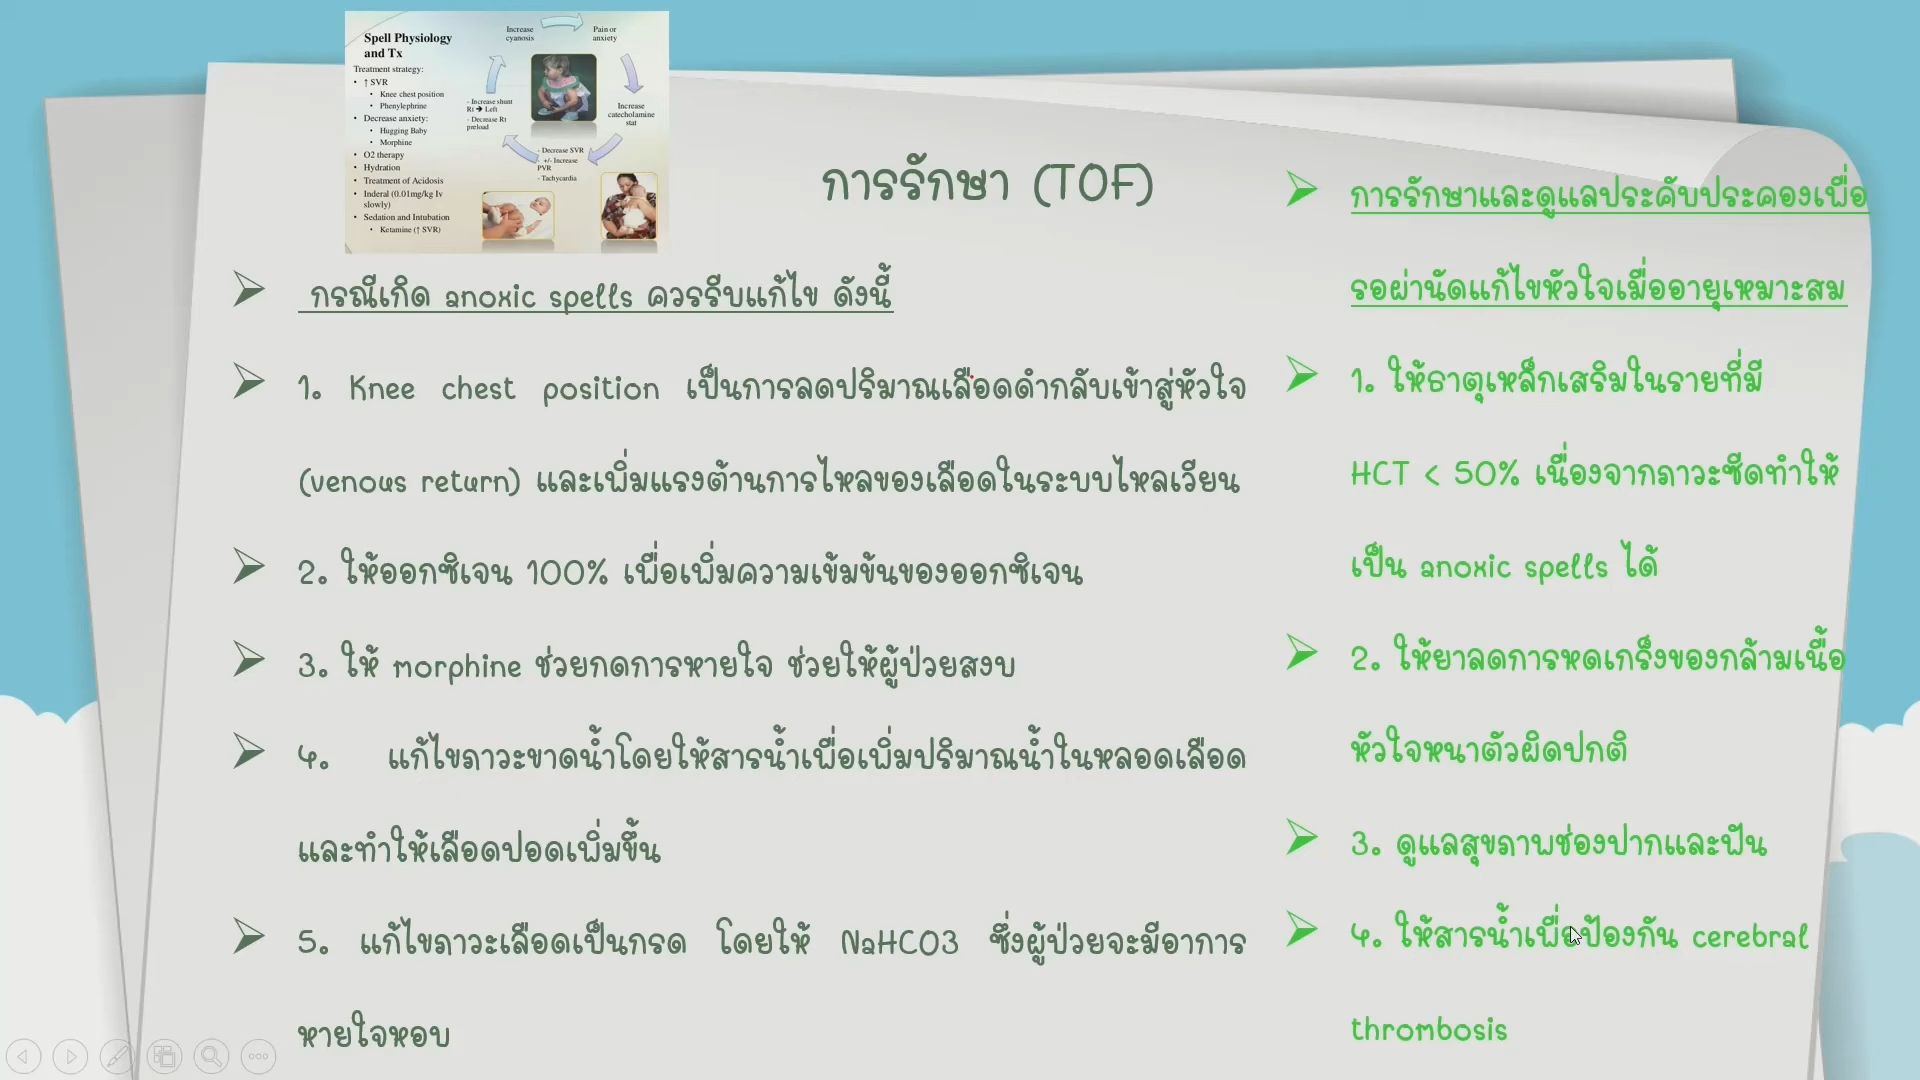 Spell Physiology
and Tx
Treatment strategy:
• ↑ SVR
• Knee chest position
• Phenylephrine
• Decrease anxiety:
• Hugging Baby
• Morphine
• O2 therapy
• Hydration
• Treatment of Acidosis
• Inderal (0.01mg/kg Iv
slowly)
• Sedation and Intubation
• Ketamine (↑ SVR)
Increase
cyanosis
Pain or
anxiety
Increase
catecholamine
stat
- Decrease SVR
- +/- Increase
PVR
- Tachycardia
- Increase shunt
Rt ➔ Left
- Decrease Rt
preload
การรักษา (TOF)
➢ กรณีเกิด anoxic spells ควรรีบแก้ไข ดังนี้
➢ 1. Knee chest position เป็นการลดปริมาณเลือดดำกลับเข้าสู่หัวใจ
(venous return) และเพิ่มแรงต้านการไหลของเลือดในระบบไหลเวียน
➢ 2. ให้ออกซิเจน 100% เพื่อเพิ่มความเข้มข้นของออกซิเจน
➢ 3. ให้ morphine ช่วยกดการหายใจ ช่วยให้ผู้ป่วยสงบ
➢ 4. แก้ไขภาวะขาดน้ำโดยให้สารน้ำเพื่อเพิ่มปริมาณน้ำในหลอดเลือด
และทำให้เลือดปอดเพิ่มขึ้น
➢ 5. แก้ไขภาวะเลือดเป็นกรด โดยให้ NaHCO3 ซึ่งผู้ป่วยจะมีอาการ
หายใจหอบ
➢ การรักษาและดูแลประคับประคองเพื่อ
รอผ่านัดแก้ไขหัวใจเมื่ออายุเหมาะสม
➢ 1. ให้ธาตุเหล็กเสริมในรายที่มี
HCT < 50% เนื่องจากภาวะซีดทำให้
เป็น anoxic spells ได้
➢ 2. ให้ยาลดการหดเกร็งของกล้ามเนื้อ
หัวใจหนาตัวผิดปกติ
➢ 3. ดูแลสุขภาพช่องปากและฟัน
➢ 4. ให้สารน้ำเพื่อป้องกัน cerebral
thrombosis